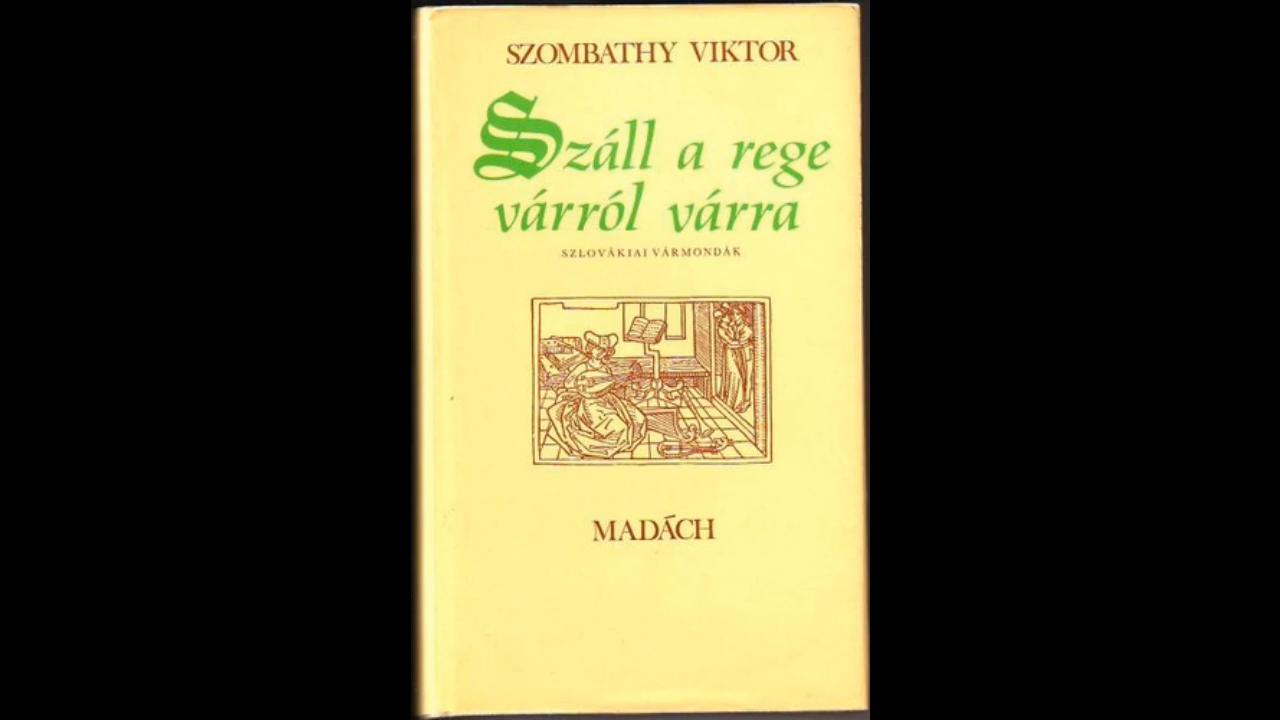 SZOMBATHY VIKTOR
Száll a rege
várról várra
SZLOVÁKIAI VÁRMONDÁK
MADÁCH